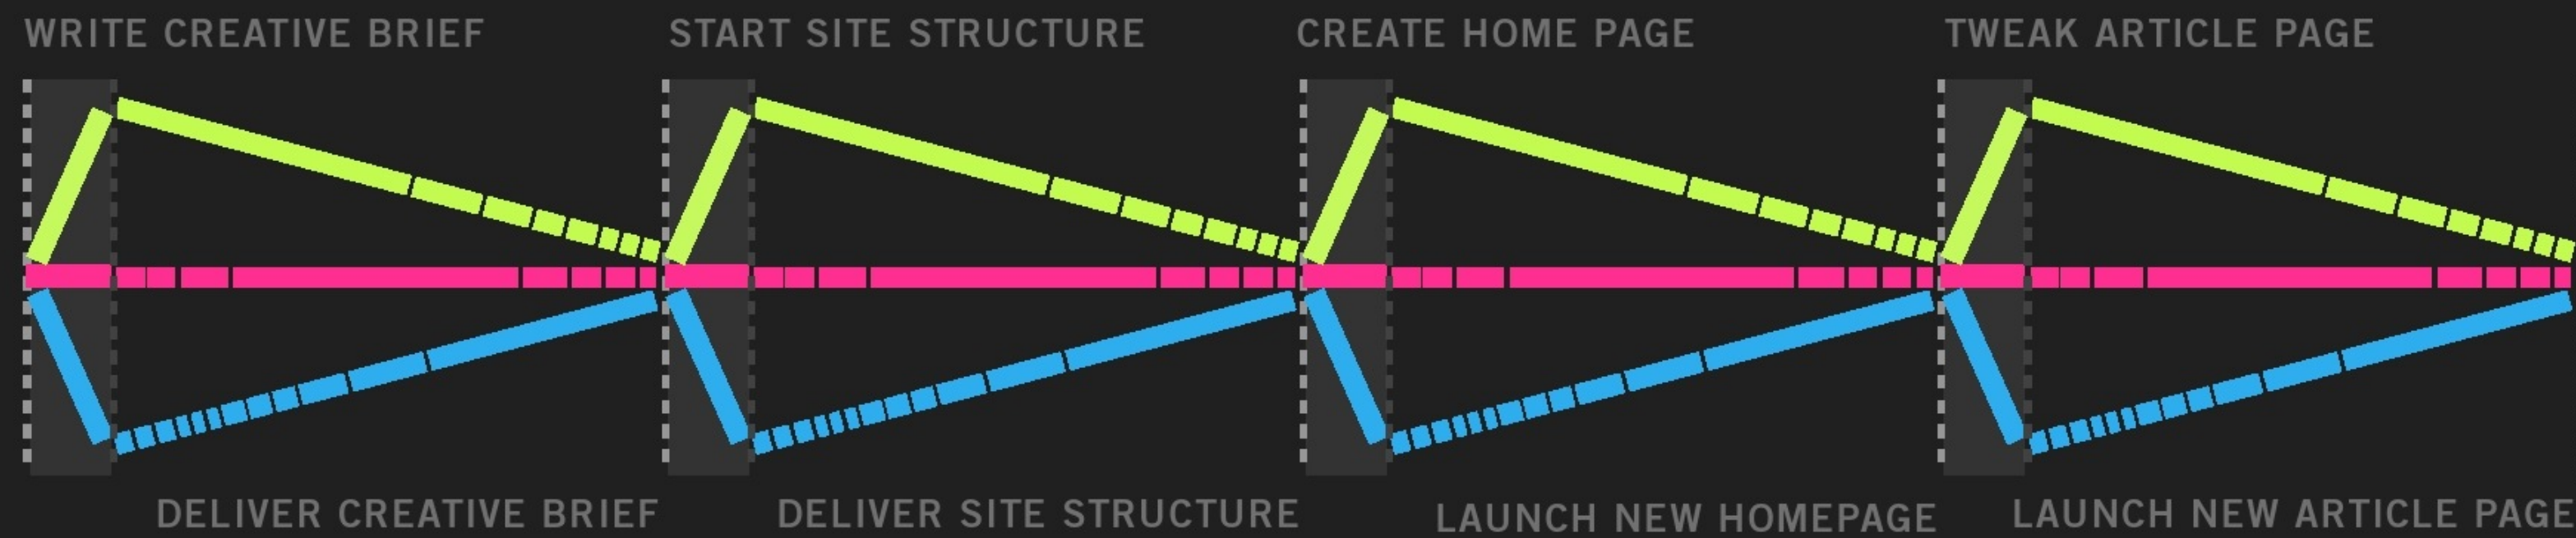 WRITE CREATIVE BRIEF
START SITE STRUCTURE
CREATE HOME PAGE
TWEAK ARTICLE PAGE
DELIVER CREATIVE BRIEF
DELIVER SITE STRUCTURE
LAUNCH NEW HOMEPAGE
LAUNCH NEW ARTICLE PAGE